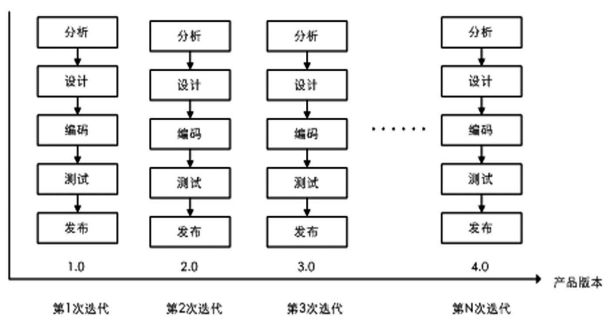 分析 分析 分析 分析
设计 设计 设计 设计
编码 编码 编码 ······ 编码
测试 测试 测试 测试
发布 发布 发布 发布
1.0 2.0 3.0 4.0
产品版本
第1次迭代 第2次迭代 第3次迭代 第N次迭代